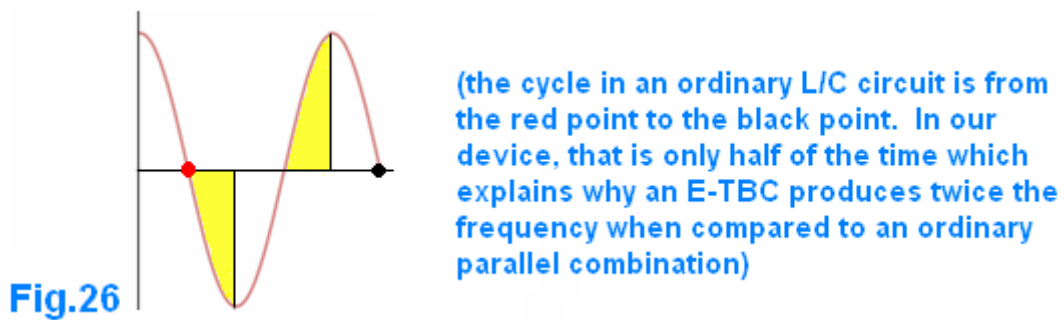 (the cycle in an ordinary L/C circuit is from
the red point to the black point. In our
device, that is only half of the time which
explains why an E-TBC produces twice the
frequency when compared to an ordinary
parallel combination)
Fig.26